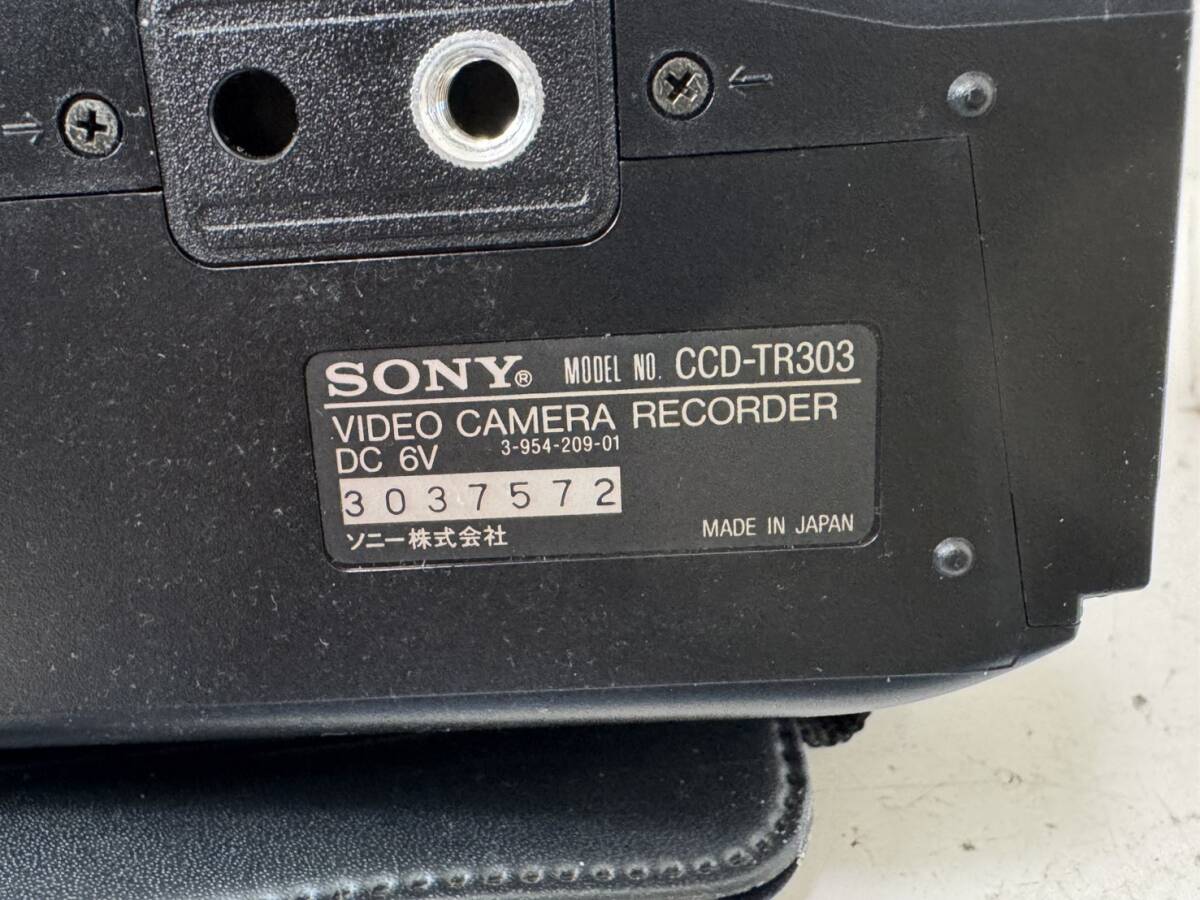 SONY® MODEL NO. CCD-TR303
VIDEO CAMERA RECORDER
DC 6V 3-954-209-01
3037572
ソニー株式会社 MADE IN JAPAN